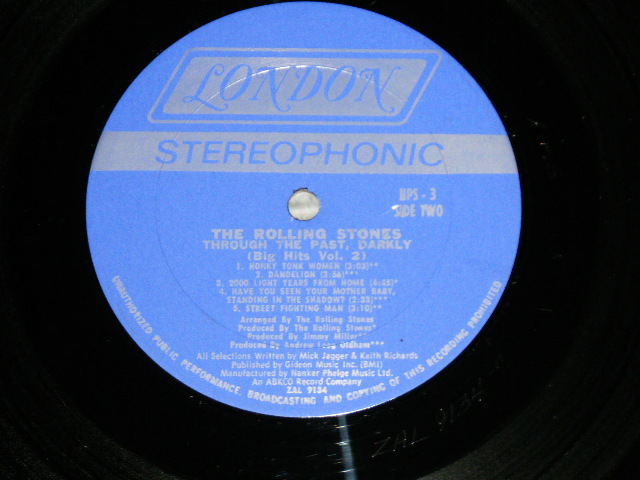 LONDON
STEREOPHONIC
NPS - 3
SIDE TWO
THE ROLLING STONES
THROUGH THE PAST, DARKLY
(Big Hits Vol. 2)
1. HONKY TONK WOMEN (3:03)**
2. DANDELION (3:56)***
3. 2000 LIGHT YEARS FROM HOME (4:45)*
4. HAVE YOU SEEN YOUR MOTHER BABY,
STANDING IN THE SHADOW? (2:33)***
5. STREET FIGHTING MAN (3:10)**
Arranged By The Rolling Stones
Produced By The Rolling Stones*
Produced By Jimmy Miller**
Produced By Andrew Loog Oldham***
All Selections Written by Mick Jagger & Keith Richards
Published by Gideon Music Inc. (BMI)
Manufactured by Nanker Phelge Music Ltd.
An ABKCO Record Company
ZAL 9134
UNAUTHORIZED PUBLIC PERFORMANCE, BROADCASTING AND COPYING OF THIS RECORDING PROHIBITED
ZAL 9134